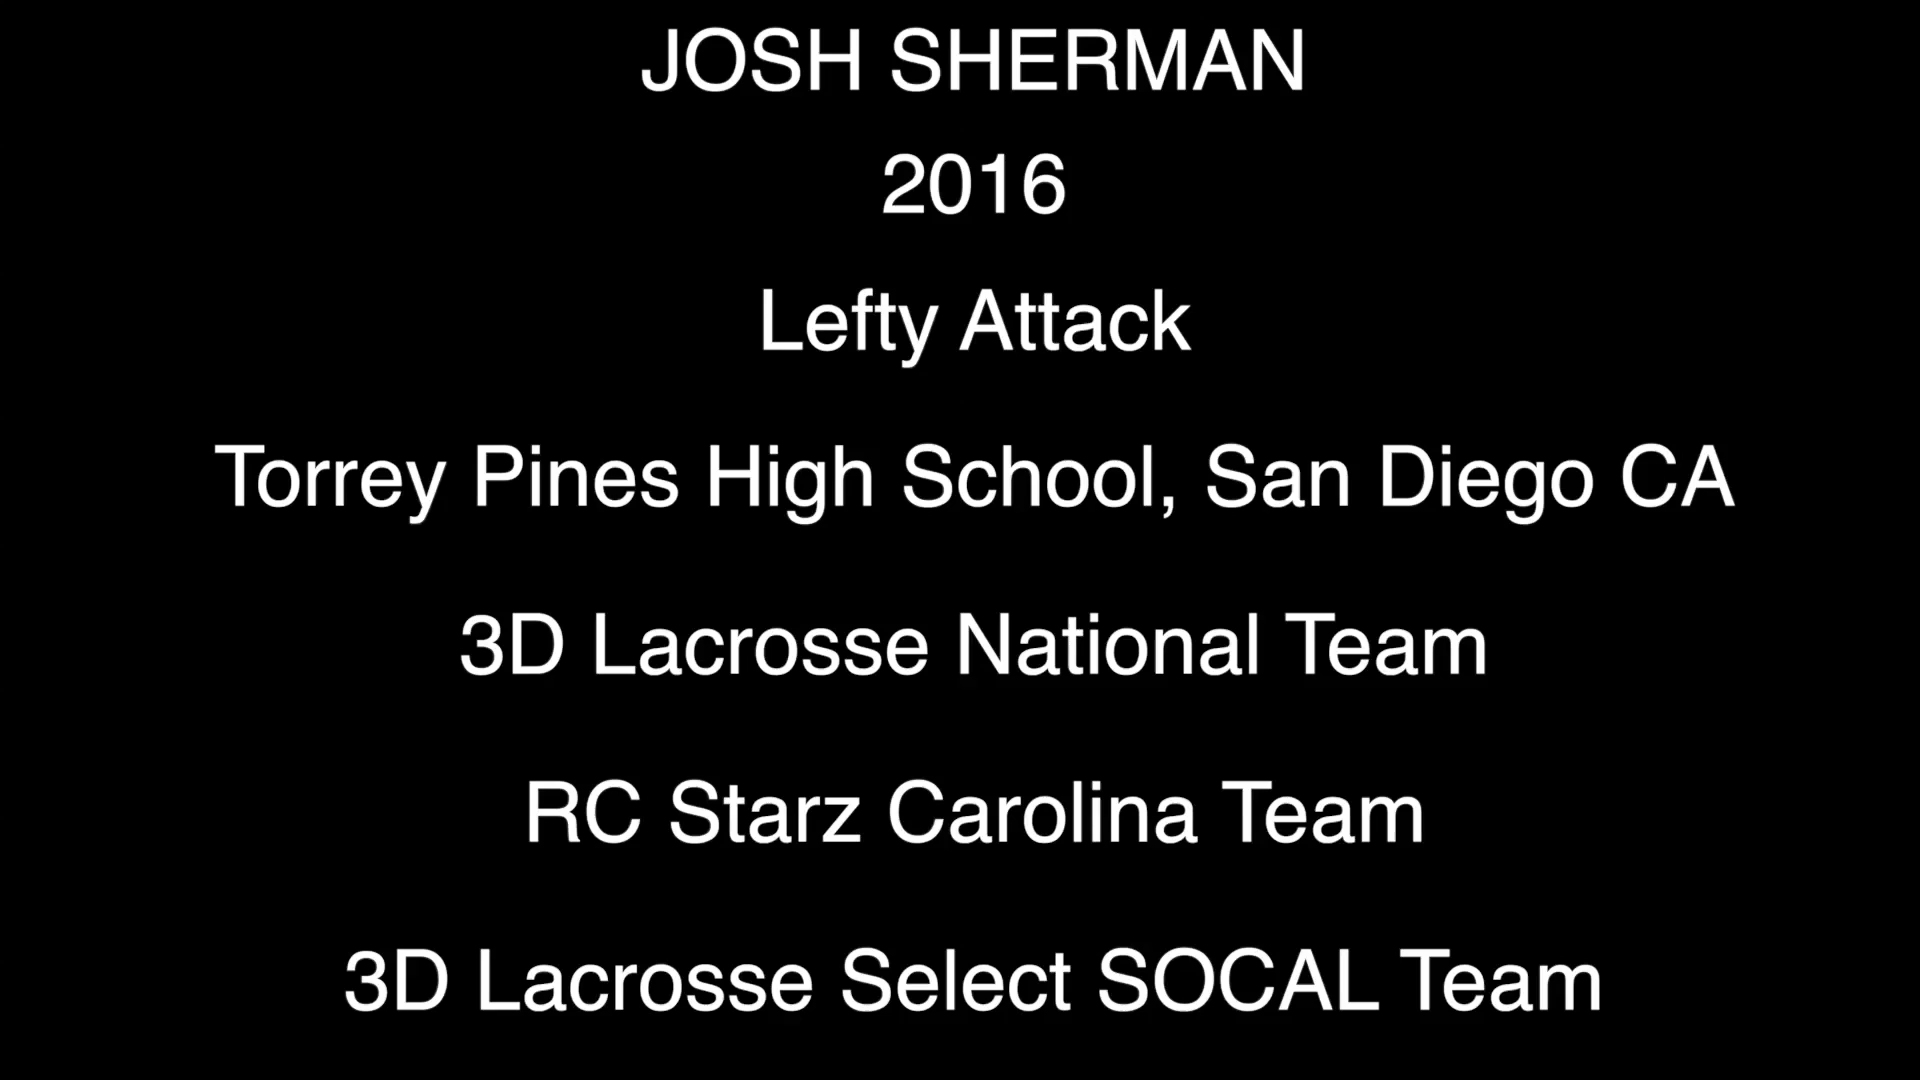 JOSH SHERMAN
2016
Lefty Attack
Torrey Pines High School, San Diego CA
3D Lacrosse National Team
RC Starz Carolina Team
3D Lacrosse Select SOCAL Team